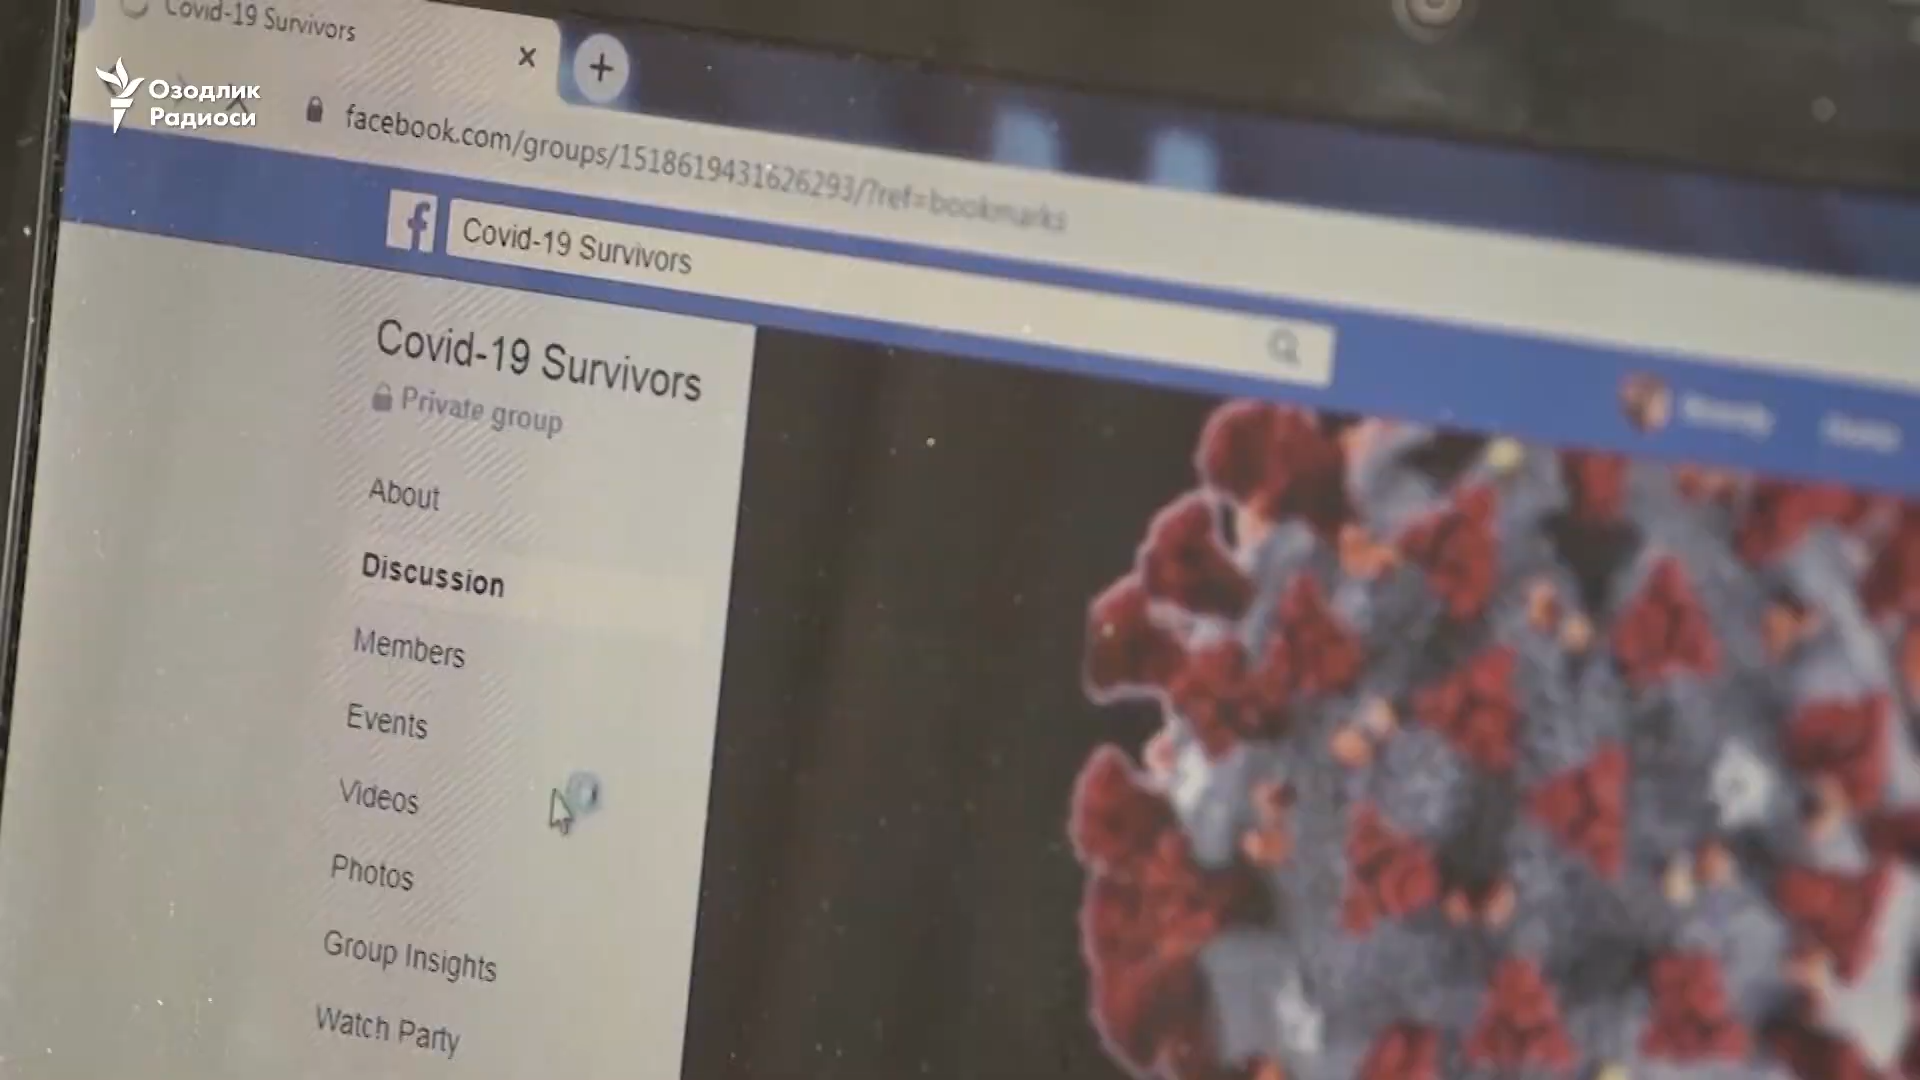 Covid-19 Survivors
Озодлик
Радиоси
facebook.com/groups/1518619431626293/?ref=bookmarks
f
Covid-19 Survivors
Covid-19 Survivors
Private group
About
Discussion
Members
Events
Videos
Photos
Group Insights
Watch Party